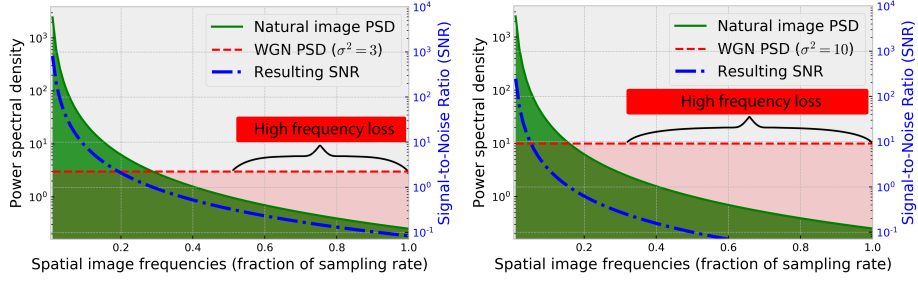 Natural image PSD
WGN PSD (σ² = 3)
Resulting SNR
High frequency loss
Power spectral density
10³
10²
10¹
10⁰
Signal-to-Noise Ratio (SNR)
10⁴
10³
10²
10¹
10⁰
10⁻¹
0.2 0.4 0.6 0.8 1.0
Spatial image frequencies (fraction of sampling rate)
Natural image PSD
WGN PSD (σ² = 10)
Resulting SNR
High frequency loss
Power spectral density
10³
10²
10¹
10⁰
Signal-to-Noise Ratio (SNR)
10⁴
10³
10²
10¹
10⁰
10⁻¹
0.2 0.4 0.6 0.8 1.0
Spatial image frequencies (fraction of sampling rate)